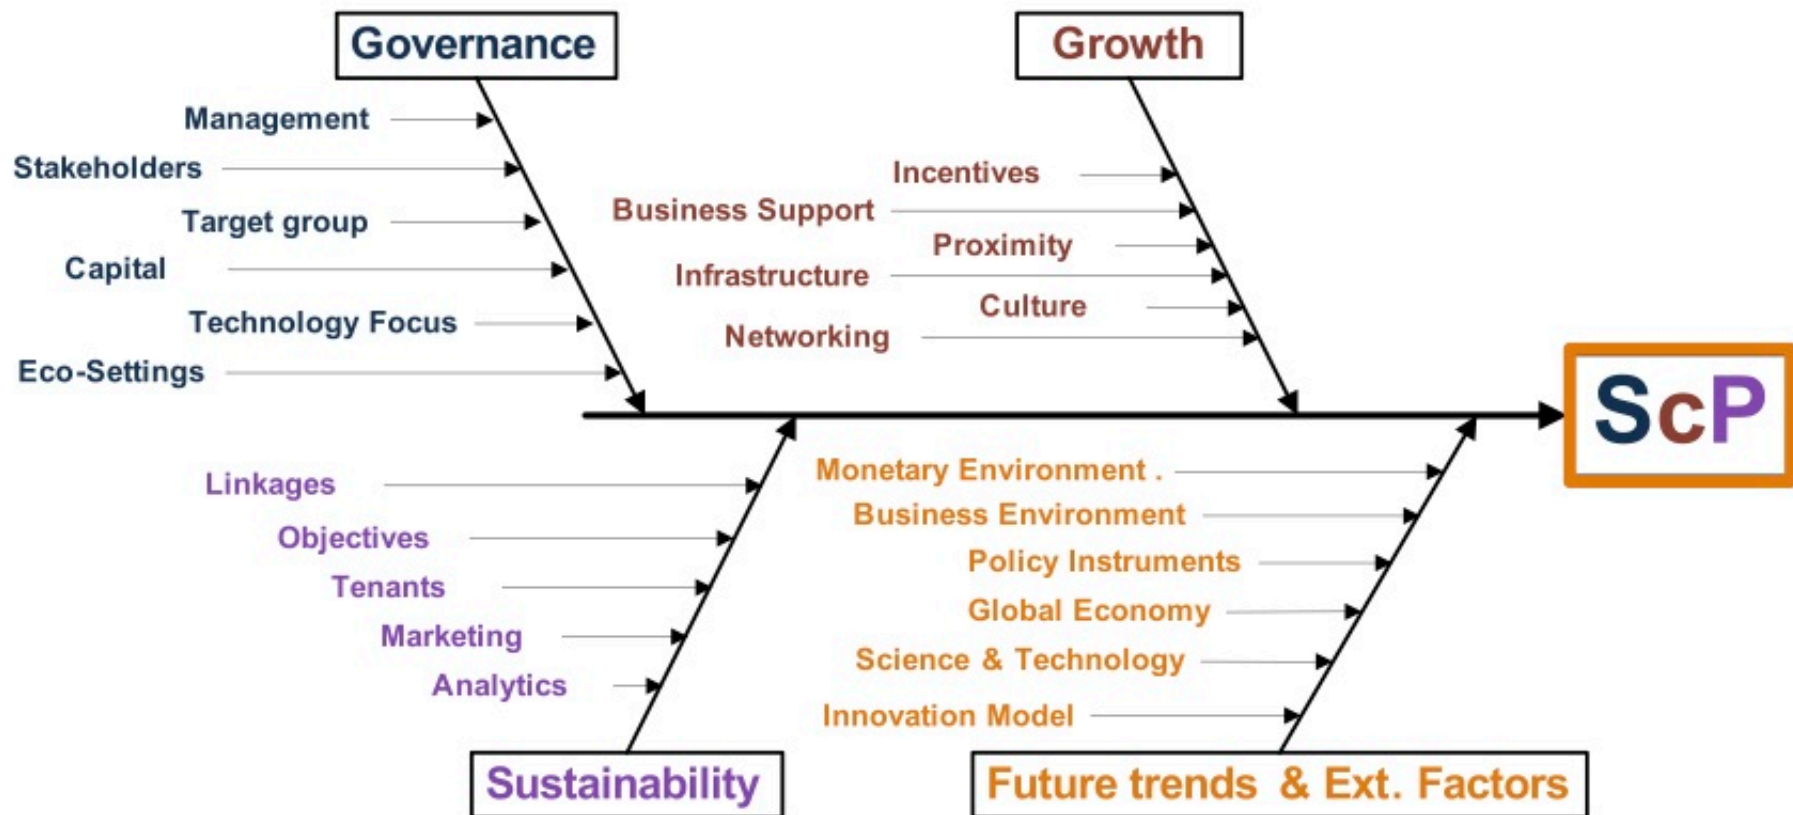 Governance
Growth
Management
Stakeholders
Target group
Capital
Technology Focus
Eco-Settings
Incentives
Business Support
Proximity
Infrastructure
Culture
Networking
ScP
Linkages
Objectives
Tenants
Marketing
Analytics
Monetary Environment .
Business Environment
Policy Instruments
Global Economy
Science & Technology
Innovation Model
Sustainability
Future trends & Ext. Factors